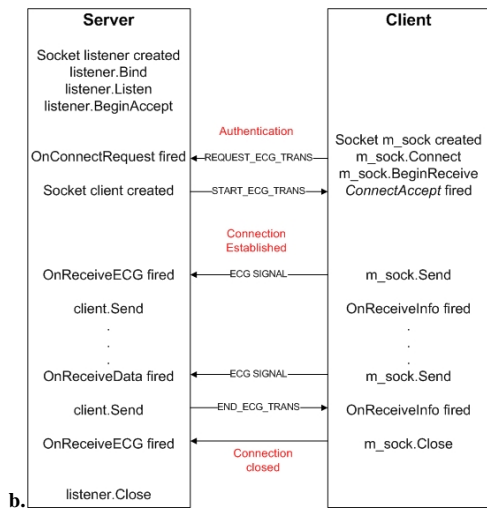 Server
Client
Socket listener created
listener.Bind
listener.Listen
listener.BeginAccept
Authentication
Socket m_sock created
OnConnectRequest fired
REQUEST_ECG_TRANS
m_sock.Connect
m_sock.BeginReceive
Socket client created
START_ECG_TRANS
ConnectAccept fired
Connection
Established
OnReceiveECG fired
ECG SIGNAL
m_sock.Send
client.Send
OnReceiveInfo fired
.
.
.
.
.
.
OnReceiveData fired
ECG SIGNAL
m_sock.Send
client.Send
END_ECG_TRANS
OnReceiveInfo fired
OnReceiveECG fired
m_sock.Close
Connection
closed
listener.Close
b.